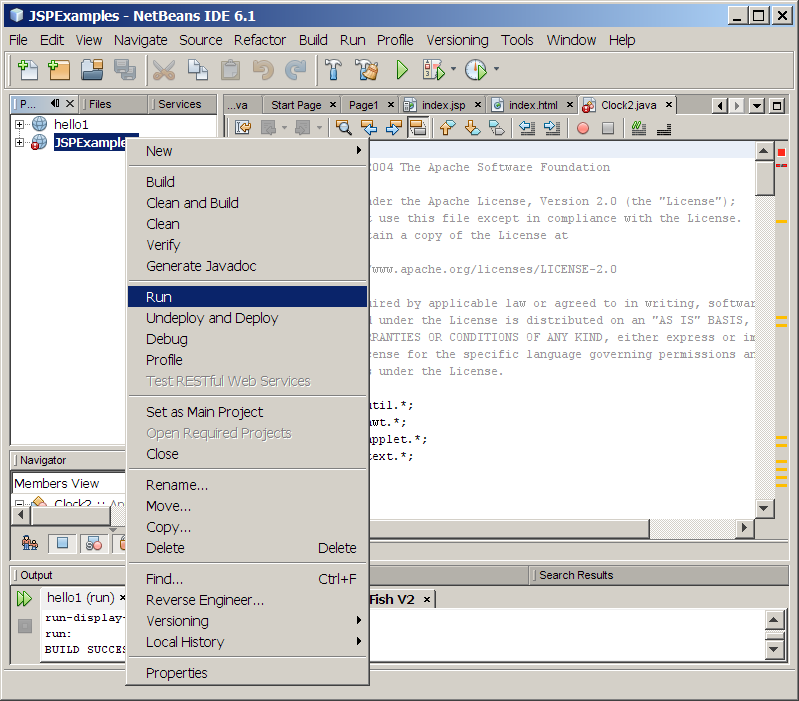 JSPExamples - NetBeans IDE 6.1
File Edit View Navigate Source Refactor Build Run Profile Versioning Tools Window Help
P... Files Services
...va Start Page Page1 index.jsp index.html Clock2.java
hello1
JSPExample
New
Build
Clean and Build
Clean
Verify
Generate Javadoc
Run
Undeploy and Deploy
Debug
Profile
Test RESTful Web Services
Set as Main Project
Open Required Projects
Close
Rename...
Move...
Copy...
Delete Delete
Find... Ctrl+F
Reverse Engineer...
Versioning
Local History
Properties
2004 The Apache Software Foundation
nder the Apache License, Version 2.0 (the "License");
t use this file except in compliance with the License.
tain a copy of the License at
/www.apache.org/licenses/LICENSE-2.0
ired by applicable law or agreed to in writing, softwar
d under the License is distributed on an "AS IS" BASIS,
RRANTIES OR CONDITIONS OF ANY KIND, either express or im
cense for the specific language governing permissions an
s under the License.
util.*;
awt.*;
applet.*;
text.*;
Navigator
Members View
Clock2 :: Ap
Output
Search Results
hello1 (run)
Fish V2
run-display-
run:
BUILD SUCCES